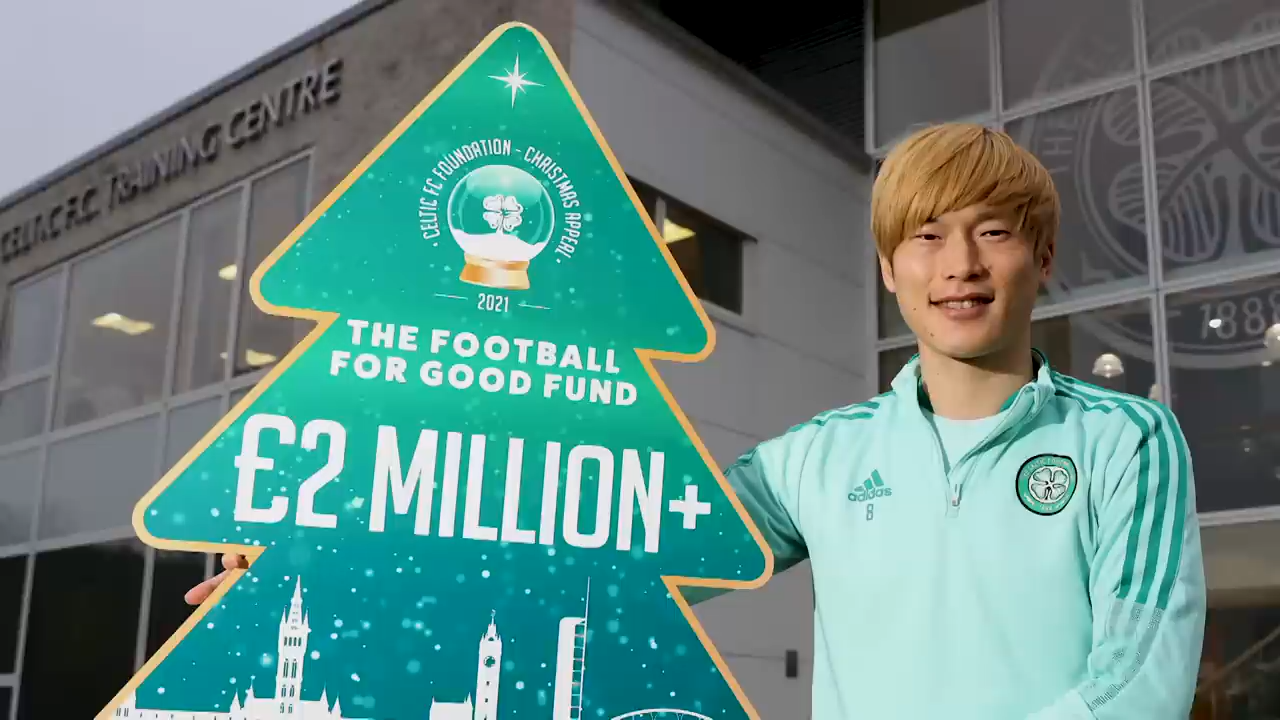 CELTIC F.C. TRAINING CENTRE
· CELTIC FC FOUNDATION – CHRISTMAS APPEAL ·
2021
THE FOOTBALL
FOR GOOD FUND
£2 MILLION+
adidas
8
THE
1888